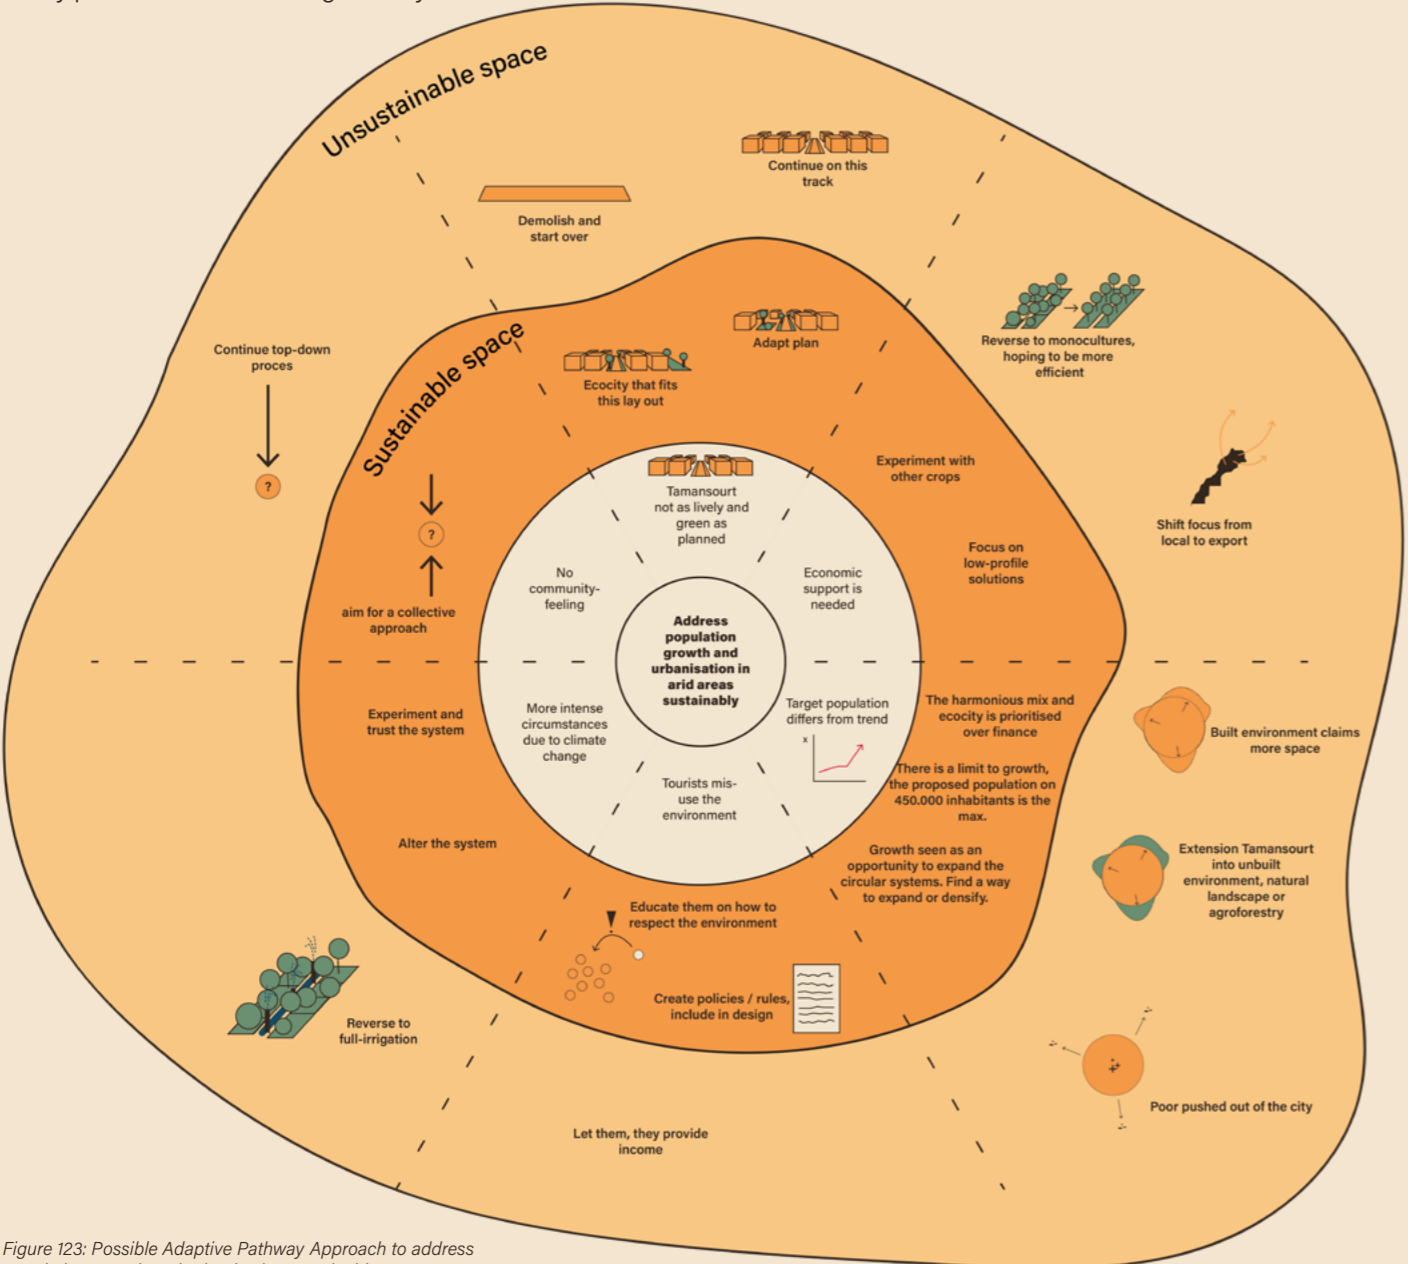 Unsustainable space
Continue on this
track
Demolish and
start over
Sustainable space
Continue top-down
proces
?
Adapt plan
Ecocity that fits
this lay out
Reverse to monocultures,
hoping to be more
efficient
Experiment with
other crops
Shift focus from
local to export
Focus on
low-profile
solutions
?
aim for a collective
approach
Tamansourt
not as lively and
green as
planned
No
community-
feeling
Economic
support is
needed
Address
population
growth and
urbanisation in
arid areas
sustainably
More intense
circumstances
due to climate
change
Target population
differs from trend
x
Tourists mis-
use the
environment
Experiment and
trust the system
Alter the system
The harmonious mix and
ecocity is prioritised
over finance
There is a limit to growth,
the proposed population on
450.000 inhabitants is the
max.
Growth seen as an
opportunity to expand the
circular systems. Find a way
to expand or densify.
Built environment claims
more space
Extension Tamansourt
into unbuilt
environment, natural
landscape or
agroforestry
Educate them on how to
respect the environment
Create policies / rules,
include in design
Reverse to
full-irrigation
Poor pushed out of the city
Let them, they provide
income
Figure 123: Possible Adaptive Pathway Approach to address